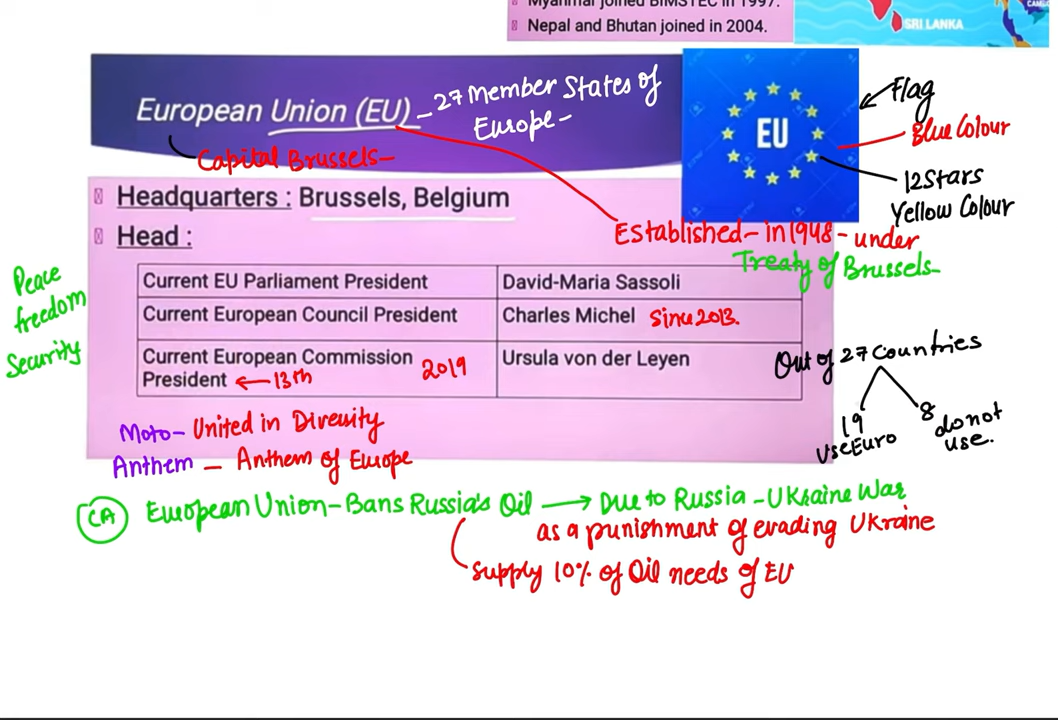 Myanmar joined BIMSTEC in 1997.
Nepal and Bhutan joined in 2004.
SRI LANKA
European Union (EU) - 27 Member States of
Europe -
Capital Brussels -
EU
Flag
Blue Colour
12 Stars
Yellow Colour
Headquarters : Brussels, Belgium
Established - in 1948 - under
Treaty of Brussels -
Head :
Peace
freedom
Security
Current EU Parliament President David-Maria Sassoli
Current European Council President Charles Michel Since 2013.
Current European Commission
President ← 13th 2019 Ursula von der Leyen
Out of 27 Countries
19
Use Euro
8 do not
use.
Moto - United in Diversity
Anthem - Anthem of Europe
CA European Union - Bans Russia's Oil → Due to Russia - Ukraine War
as a punishment of evading Ukraine
Supply 10% of Oil needs of EU